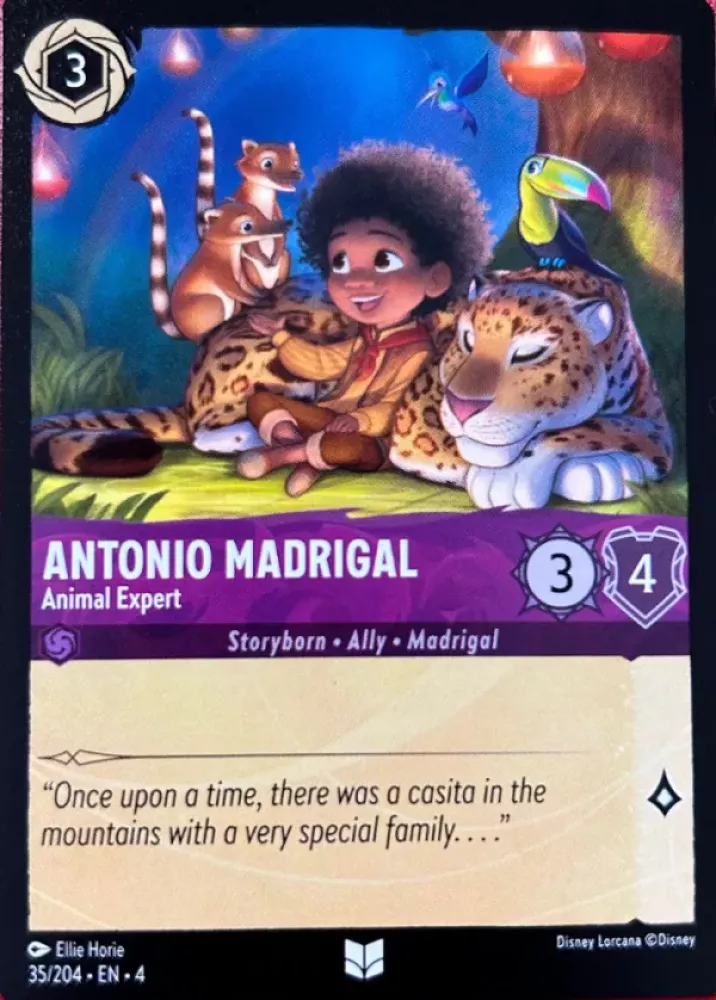 3
ANTONIO MADRIGAL
Animal Expert
3
4
Storyborn • Ally • Madrigal
“Once upon a time, there was a casita in the
mountains with a very special family. . . .”
Ellie Horie
35/204 • EN • 4
Disney Lorcana ©Disney